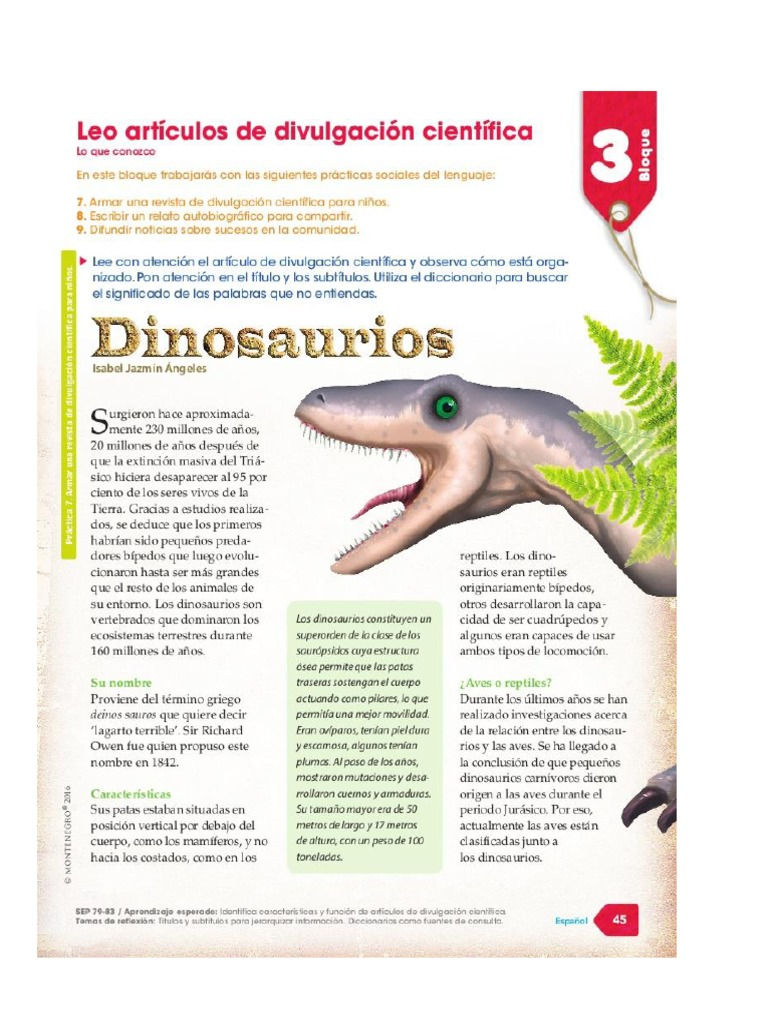 Leo artículos de divulgación científica
Lo que conozco
En este bloque trabajarás con las siguientes prácticas sociales del lenguaje:
7. Armar una revista de divulgación científica para niños.
8. Escribir un relato autobiográfico para compartir.
9. Difundir noticias sobre sucesos en la comunidad.
3
Bloque
Lee con atención el artículo de divulgación científica y observa cómo está orga-
nizado. Pon atención en el título y los subtítulos. Utiliza el diccionario para buscar
el significado de las palabras que no entiendas.
Práctica 7. Armar una revista de divulgación científica para niños
Dinosaurios
Isabel Jazmín Ángeles
Surgieron hace aproximada-
mente 230 millones de años,
20 millones de años después de
que la extinción masiva del Triá-
sico hiciera desaparecer al 95 por
ciento de los seres vivos de la
Tierra. Gracias a estudios realiza-
dos, se deduce que los primeros
habrían sido pequeños preda-
dores bípedos que luego evolu-
cionaron hasta ser más grandes
que el resto de los animales de
su entorno. Los dinosaurios son
vertebrados que dominaron los
ecosistemas terrestres durante
160 millones de años.
Su nombre
Proviene del término griego
deinos sauros que quiere decir
‘lagarto terrible’. Sir Richard
Owen fue quien propuso este
nombre en 1842.
Características
Sus patas estaban situadas en
posición vertical por debajo del
cuerpo, como los mamíferos, y no
hacia los costados, como en los
Los dinosaurios constituyen un
superorden de la clase de los
saurópsidos cuya estructura
ósea permite que las patas
traseras sostengan el cuerpo
actuando como pilares, lo que
permitía una mejor movilidad.
Eran ovíparos, tenían piel dura
y escamosa, algunos tenían
plumas. Al paso de los años,
mostraron mutaciones y desa-
rrollaron cuernos y armaduras.
Su tamaño mayor era de 50
metros de largo y 17 metros
de altura, con un peso de 100
toneladas.
reptiles. Los dino-
saurios eran reptiles
originariamente bípedos,
otros desarrollaron la capa-
cidad de ser cuadrúpedos y
algunos eran capaces de usar
ambos tipos de locomoción.
¿Aves o reptiles?
Durante los últimos años se han
realizado investigaciones acerca
de la relación entre los dinosau-
rios y las aves. Se ha llegado a
la conclusión de que pequeños
dinosaurios carnívoros dieron
origen a las aves durante el
periodo Jurásico. Por eso,
actualmente las aves están
clasificadas junto a
los dinosaurios.
© MONTENEGRO® 2016
SEP 79-83 / Aprendizaje esperado: Identifica características y función de artículos de divulgación científica.
Temas de reflexión: Títulos y subtítulos para jerarquizar información. Diccionarios como fuentes de consulta.
Español
45